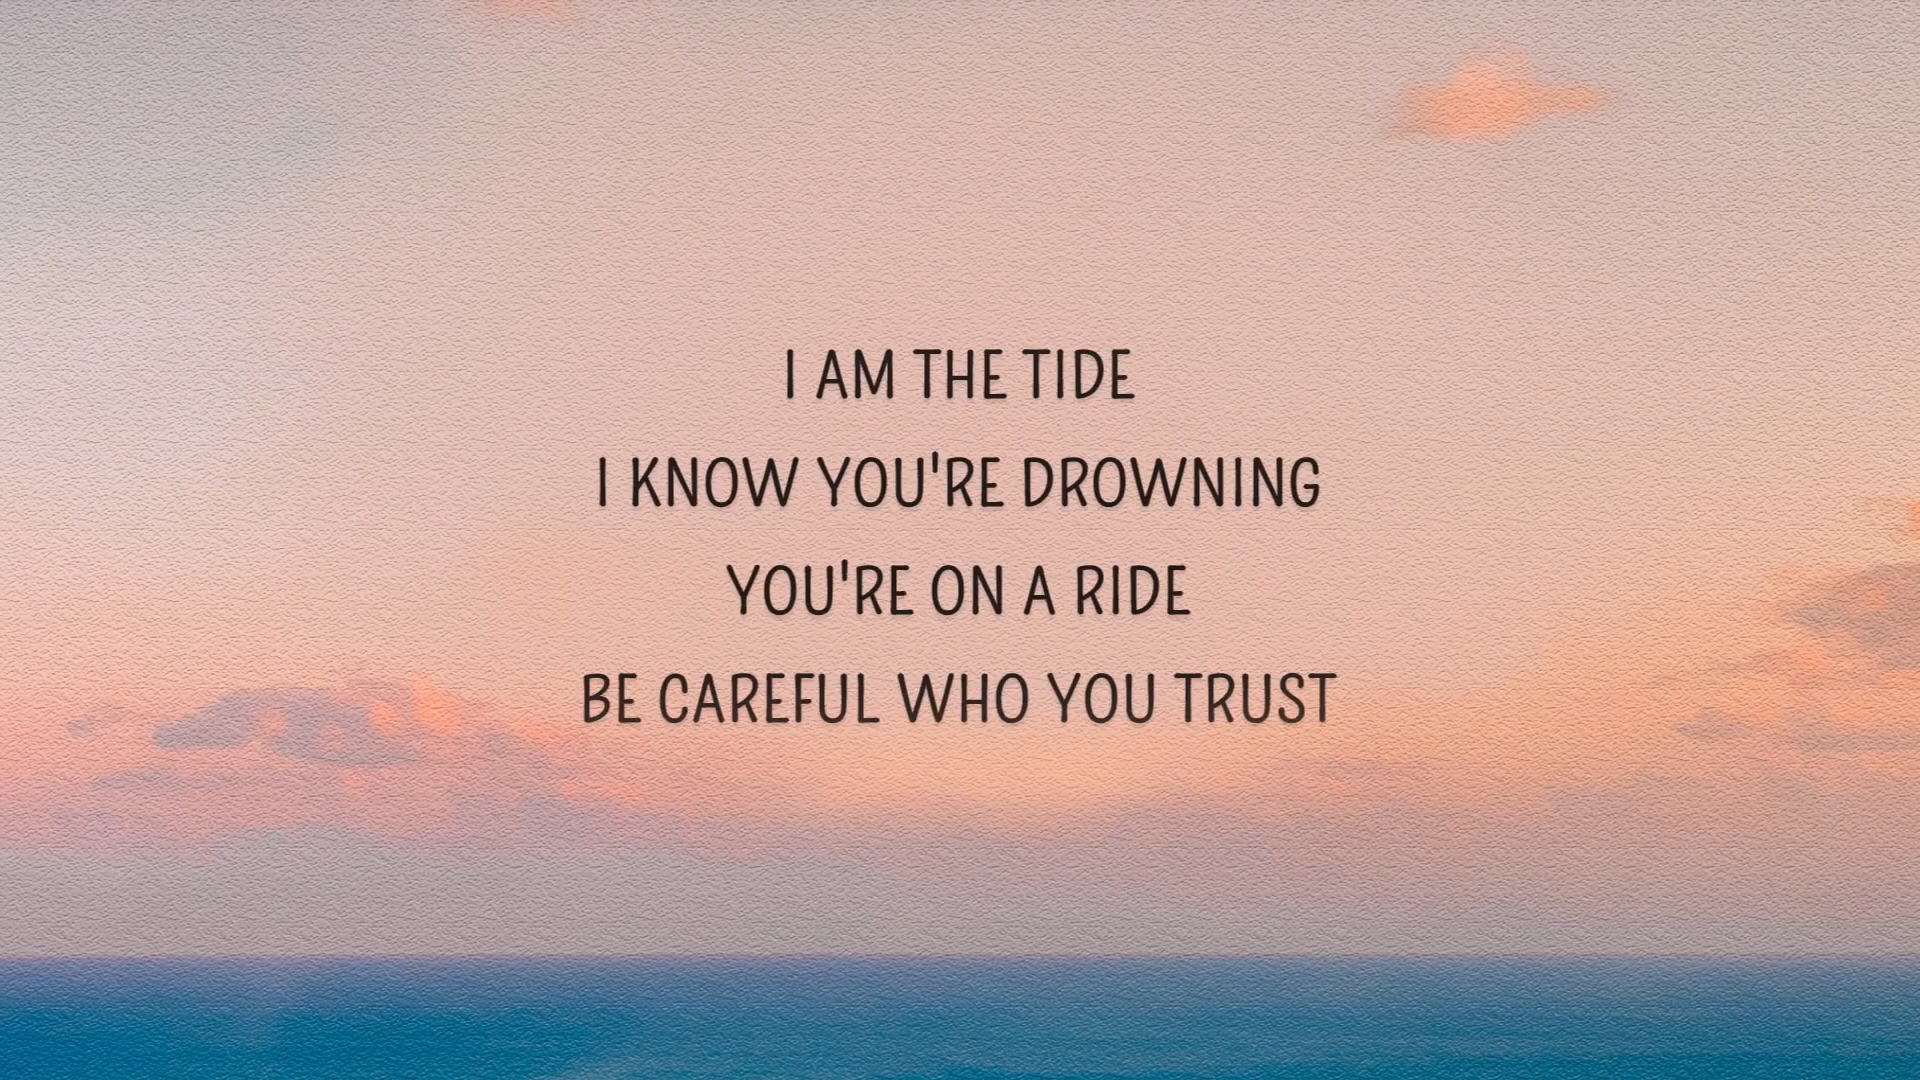 I AM THE TIDE
I KNOW YOU'RE DROWNING
YOU'RE ON A RIDE
BE CAREFUL WHO YOU TRUST